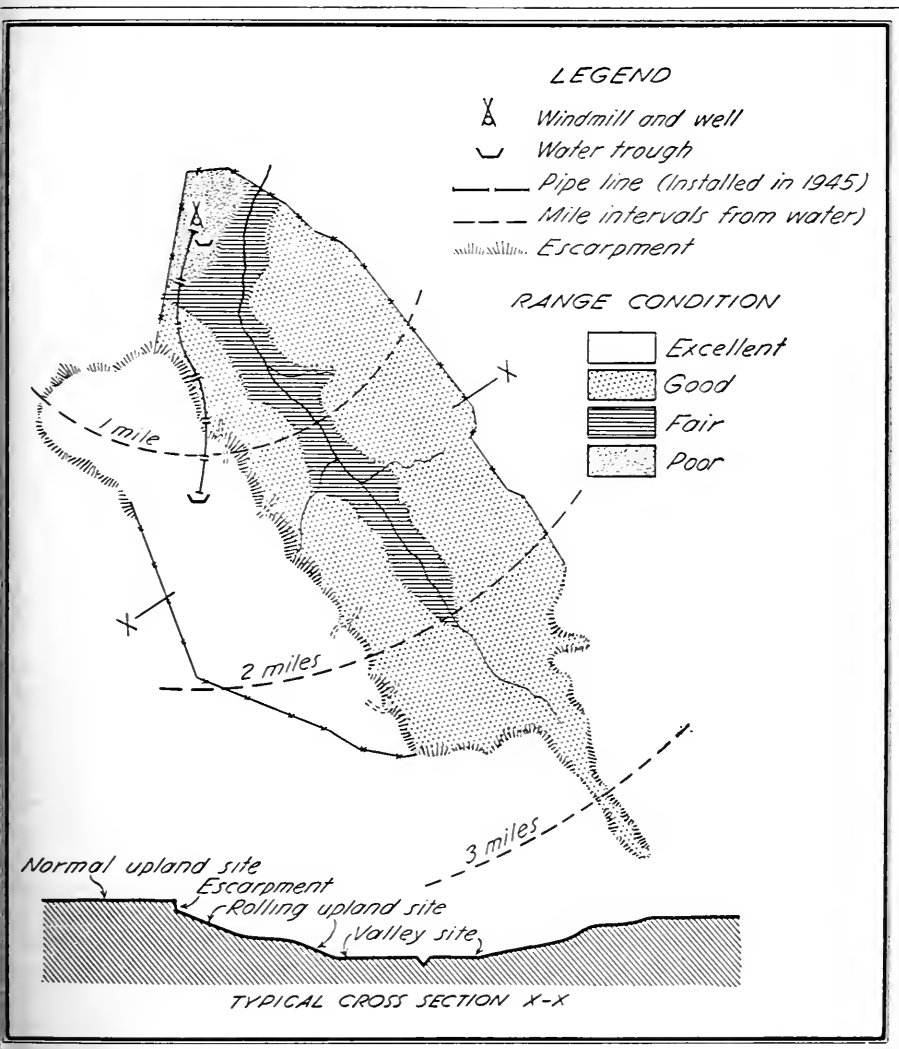 LEGEND
Windmill and well
Water trough
Pipe line (Installed in 1945)
Mile intervals from water)
Escarpment
RANGE CONDITION
Excellent
Good
Fair
Poor
X
1 mile
X
2 miles
3 miles
Normal upland site
Escarpment
Rolling upland site
Valley site
TYPICAL CROSS SECTION X-X